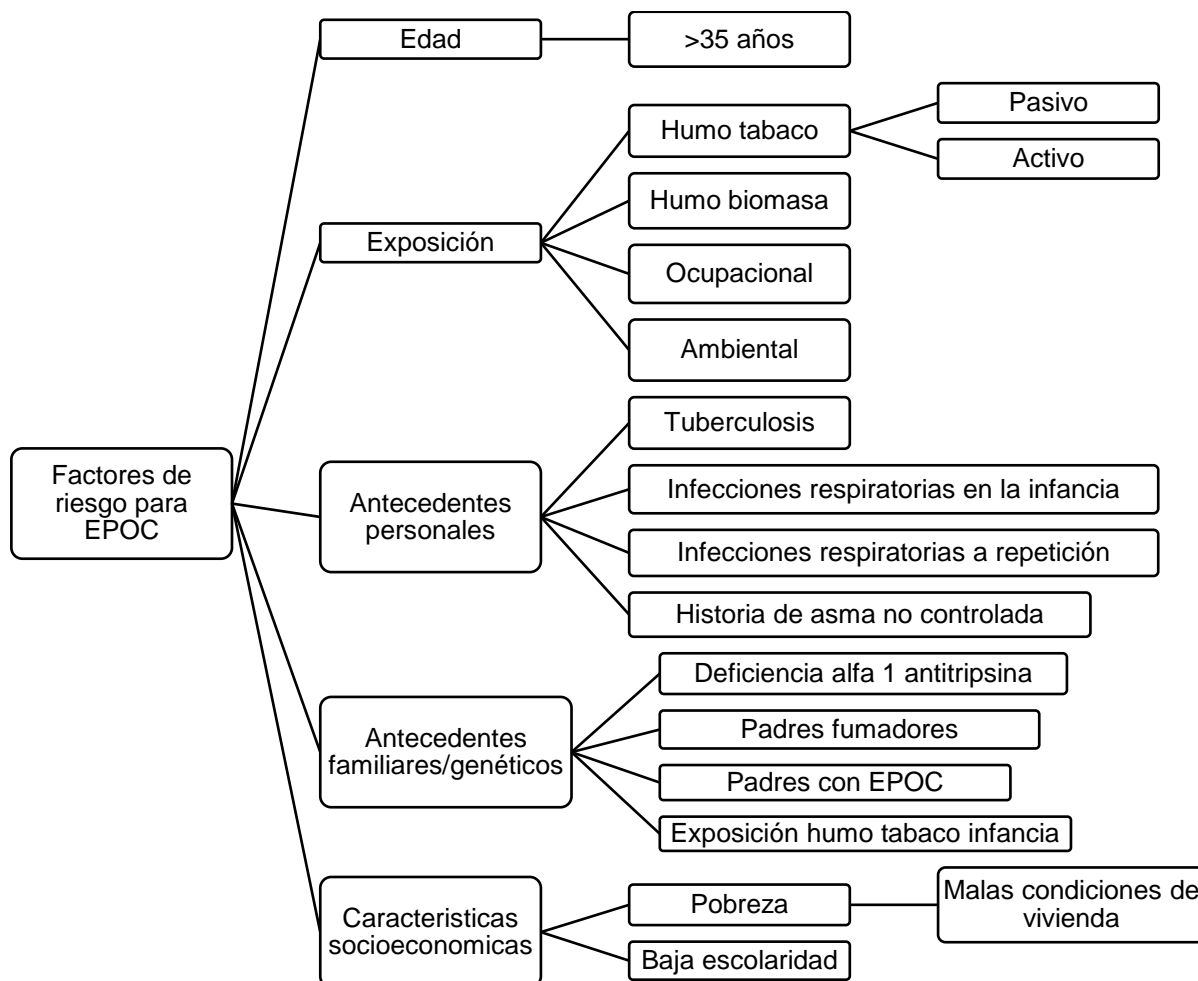 Edad
>35 años
Exposición
Humo tabaco
Pasivo
Activo
Humo biomasa
Ocupacional
Ambiental
Factores de
riesgo para
EPOC
Antecedentes
personales
Tuberculosis
Infecciones respiratorias en la infancia
Infecciones respiratorias a repetición
Historia de asma no controlada
Antecedentes
familiares/genéticos
Deficiencia alfa 1 antitripsina
Padres fumadores
Padres con EPOC
Exposición humo tabaco infancia
Caracteristicas
socioeconomicas
Pobreza
Malas condiciones de
vivienda
Baja escolaridad